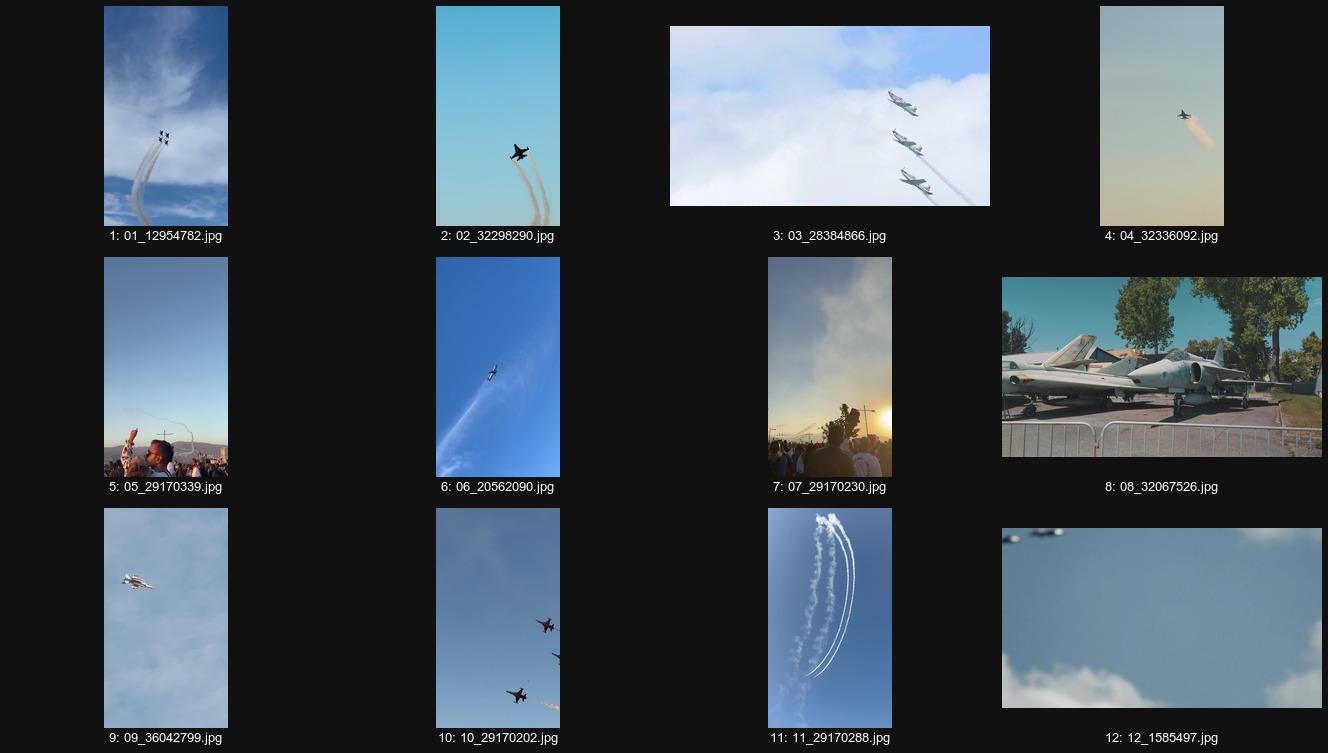 1: 01_12954782.jpg
2: 02_32298290.jpg
3: 03_28384866.jpg
4: 04_32336092.jpg
5: 05_29170339.jpg
6: 06_20562090.jpg
7: 07_29170230.jpg
8: 08_32067526.jpg
9: 09_36042799.jpg
10: 10_29170202.jpg
11: 11_29170288.jpg
12: 12_1585497.jpg